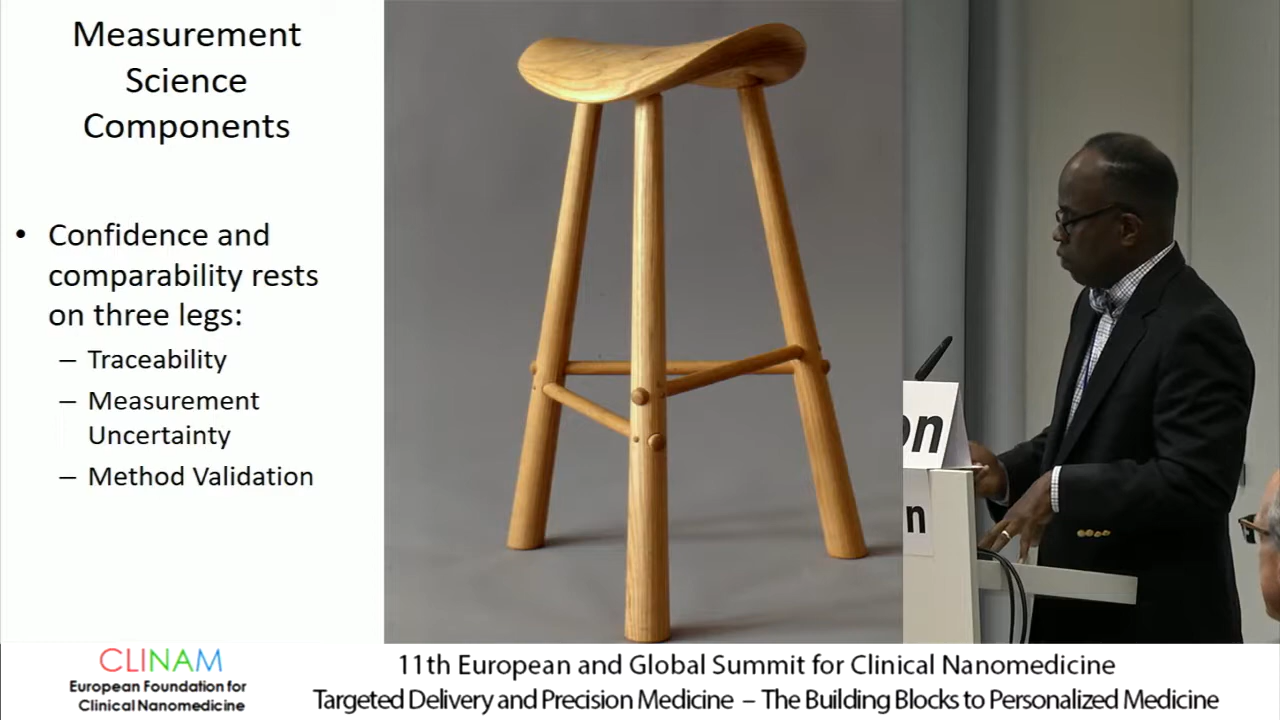 Measurement
Science
Components
• Confidence and
comparability rests
on three legs:
– Traceability
– Measurement
Uncertainty
– Method Validation
on
n
CLINAM
European Foundation for
Clinical Nanomedicine
11th European and Global Summit for Clinical Nanomedicine
Targeted Delivery and Precision Medicine – The Building Blocks to Personalized Medicine